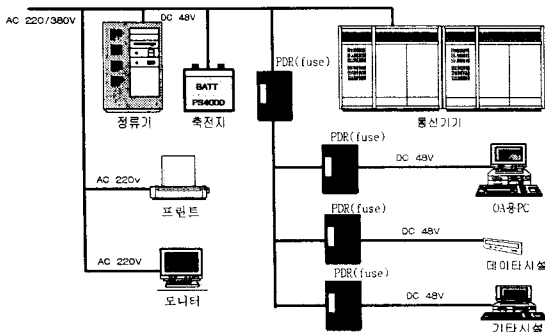 AC 220/380V
DC 48V
PDR(fuse)
BATT
PS4000
정류기
축전지
통신기기
PDR(fuse)
AC 220v
DC 48V
프린트
OA용PC
PDR(fuse)
DC 48V
AC 220V
데이타시설
PDR(fuse)
모니터
DC 48V
기타시설